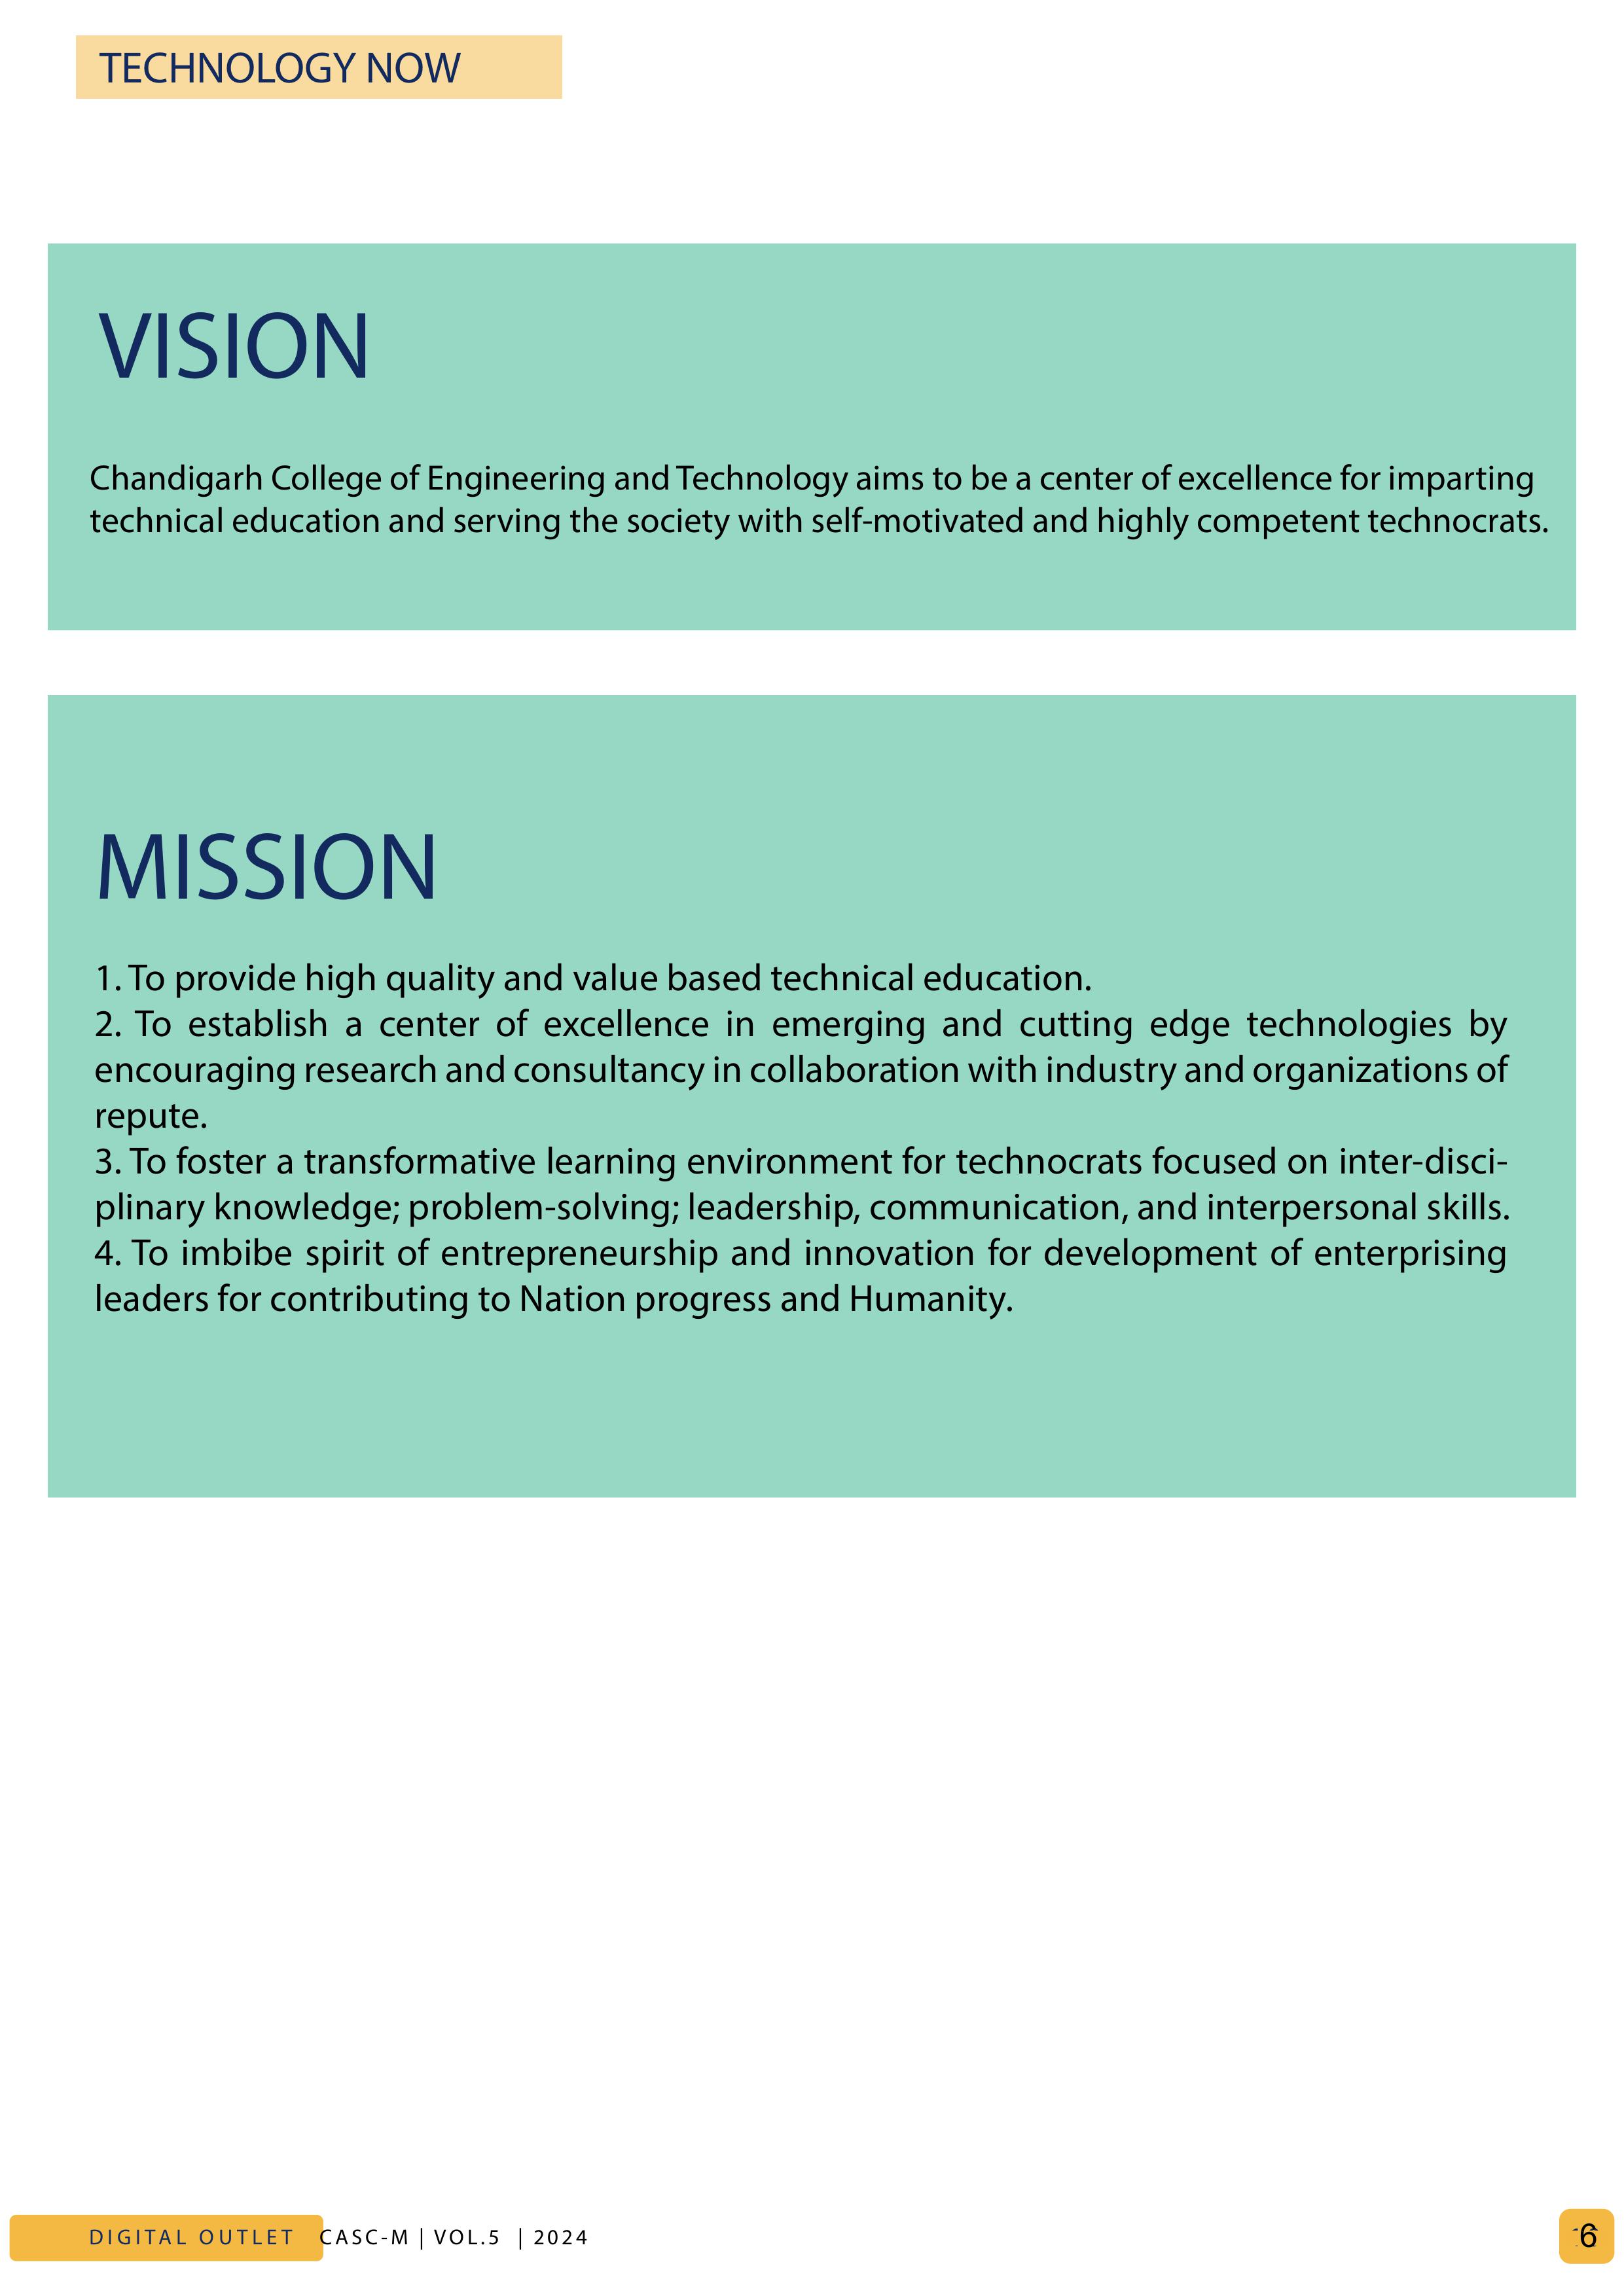 TECHNOLOGY NOW
VISION
Chandigarh College of Engineering and Technology aims to be a center of excellence for imparting
technical education and serving the society with self-motivated and highly competent technocrats.
MISSION
1. To provide high quality and value based technical education.
2. To establish a center of excellence in emerging and cutting edge technologies by
encouraging research and consultancy in collaboration with industry and organizations of
repute.
3. To foster a transformative learning environment for technocrats focused on inter-disci-
plinary knowledge; problem-solving; leadership, communication, and interpersonal skills.
4. To imbibe spirit of entrepreneurship and innovation for development of enterprising
leaders for contributing to Nation progress and Humanity.
DIGITAL OUTLET CASC-M | VOL.5 | 2024
6